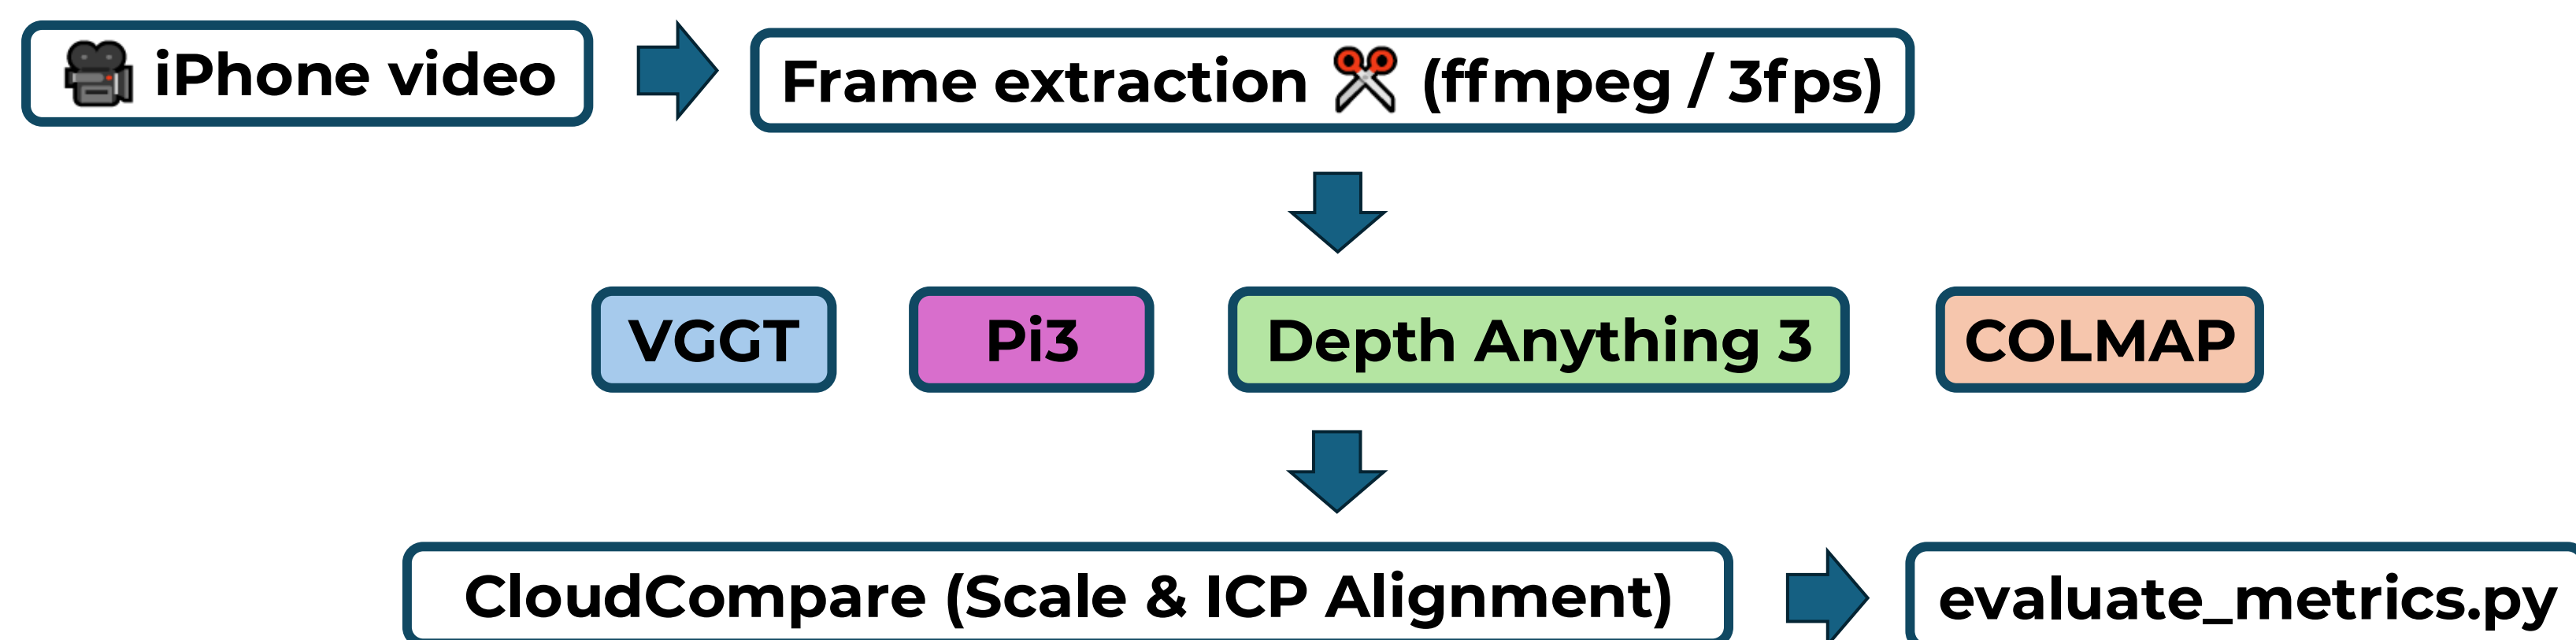 iPhone video
Frame extraction (ffmpeg / 3fps)
VGGT
Pi3
Depth Anything 3
COLMAP
CloudCompare (Scale & ICP Alignment)
evaluate_metrics.py